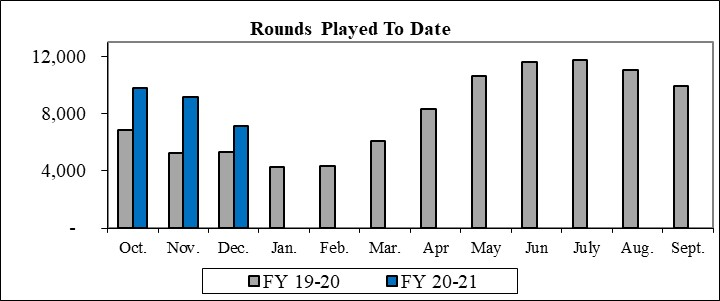 Rounds Played To Date
12,000
8,000
4,000
-
Oct. Nov. Dec. Jan. Feb. Mar. Apr May Jun July Aug. Sept.
FY 19-20 FY 20-21